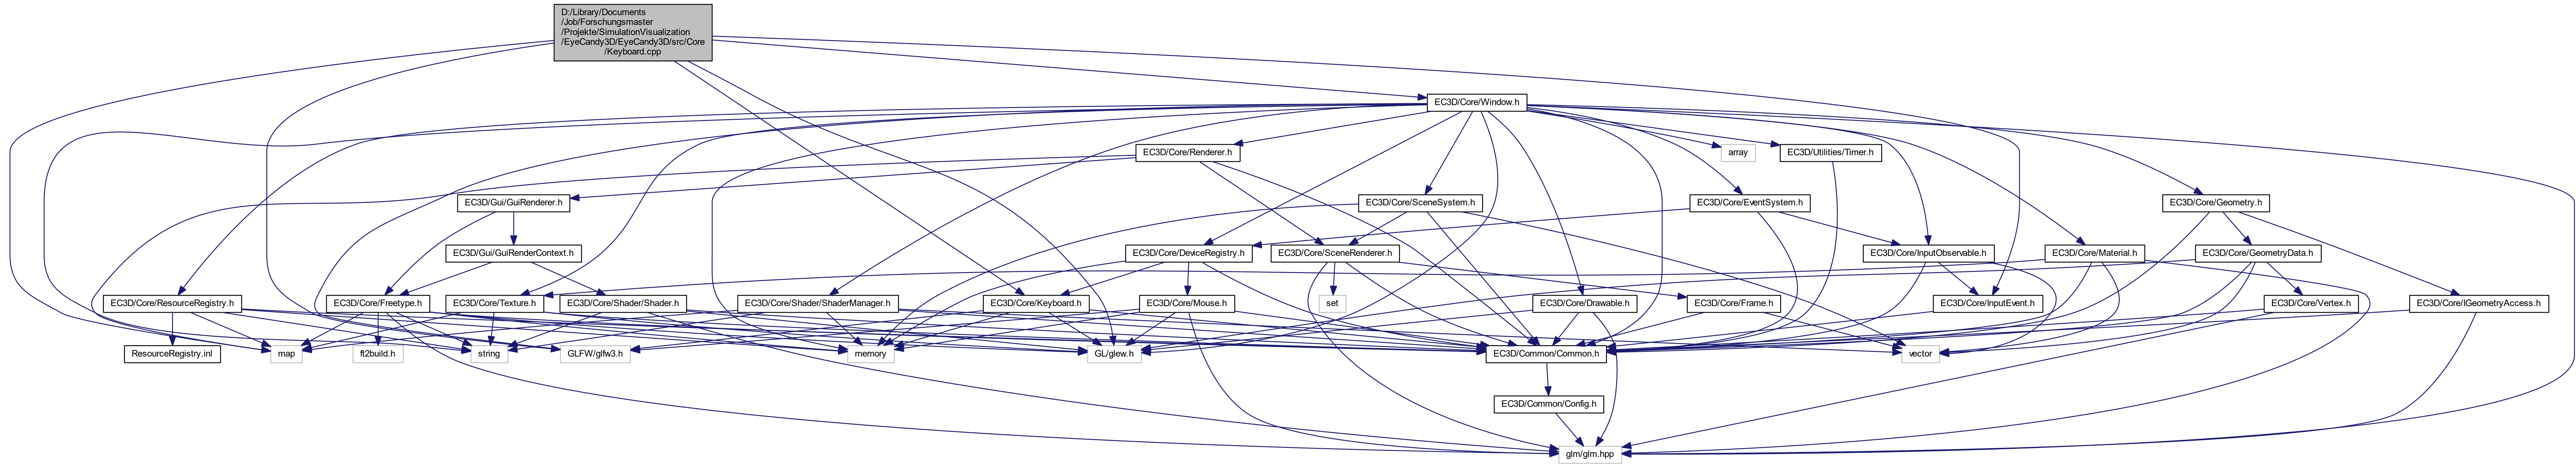 D:/Library/Documents
/Job/Forschungsmaster
/Projekte/SimulationVisualization
/EyeCandy3D/EyeCandy3D/src/Core
/Keyboard.cpp
EC3D/Core/Window.h
EC3D/Core/Renderer.h
array
EC3D/Utilities/Timer.h
EC3D/Gui/GuiRenderer.h
EC3D/Core/SceneSystem.h
EC3D/Core/EventSystem.h
EC3D/Core/Geometry.h
EC3D/Gui/GuiRenderContext.h
EC3D/Core/DeviceRegistry.h
EC3D/Core/SceneRenderer.h
EC3D/Core/InputObservable.h
EC3D/Core/Material.h
EC3D/Core/GeometryData.h
EC3D/Core/ResourceRegistry.h
EC3D/Core/Freetype.h
EC3D/Core/Texture.h
EC3D/Core/Shader/Shader.h
EC3D/Core/Shader/ShaderManager.h
EC3D/Core/Keyboard.h
EC3D/Core/Mouse.h
set
EC3D/Core/Drawable.h
EC3D/Core/Frame.h
EC3D/Core/InputEvent.h
EC3D/Core/Vertex.h
EC3D/Core/IGeometryAccess.h
ResourceRegistry.inl
map
ft2build.h
string
GLFW/glfw3.h
memory
GL/glew.h
EC3D/Common/Common.h
vector
EC3D/Common/Config.h
glm/glm.hpp